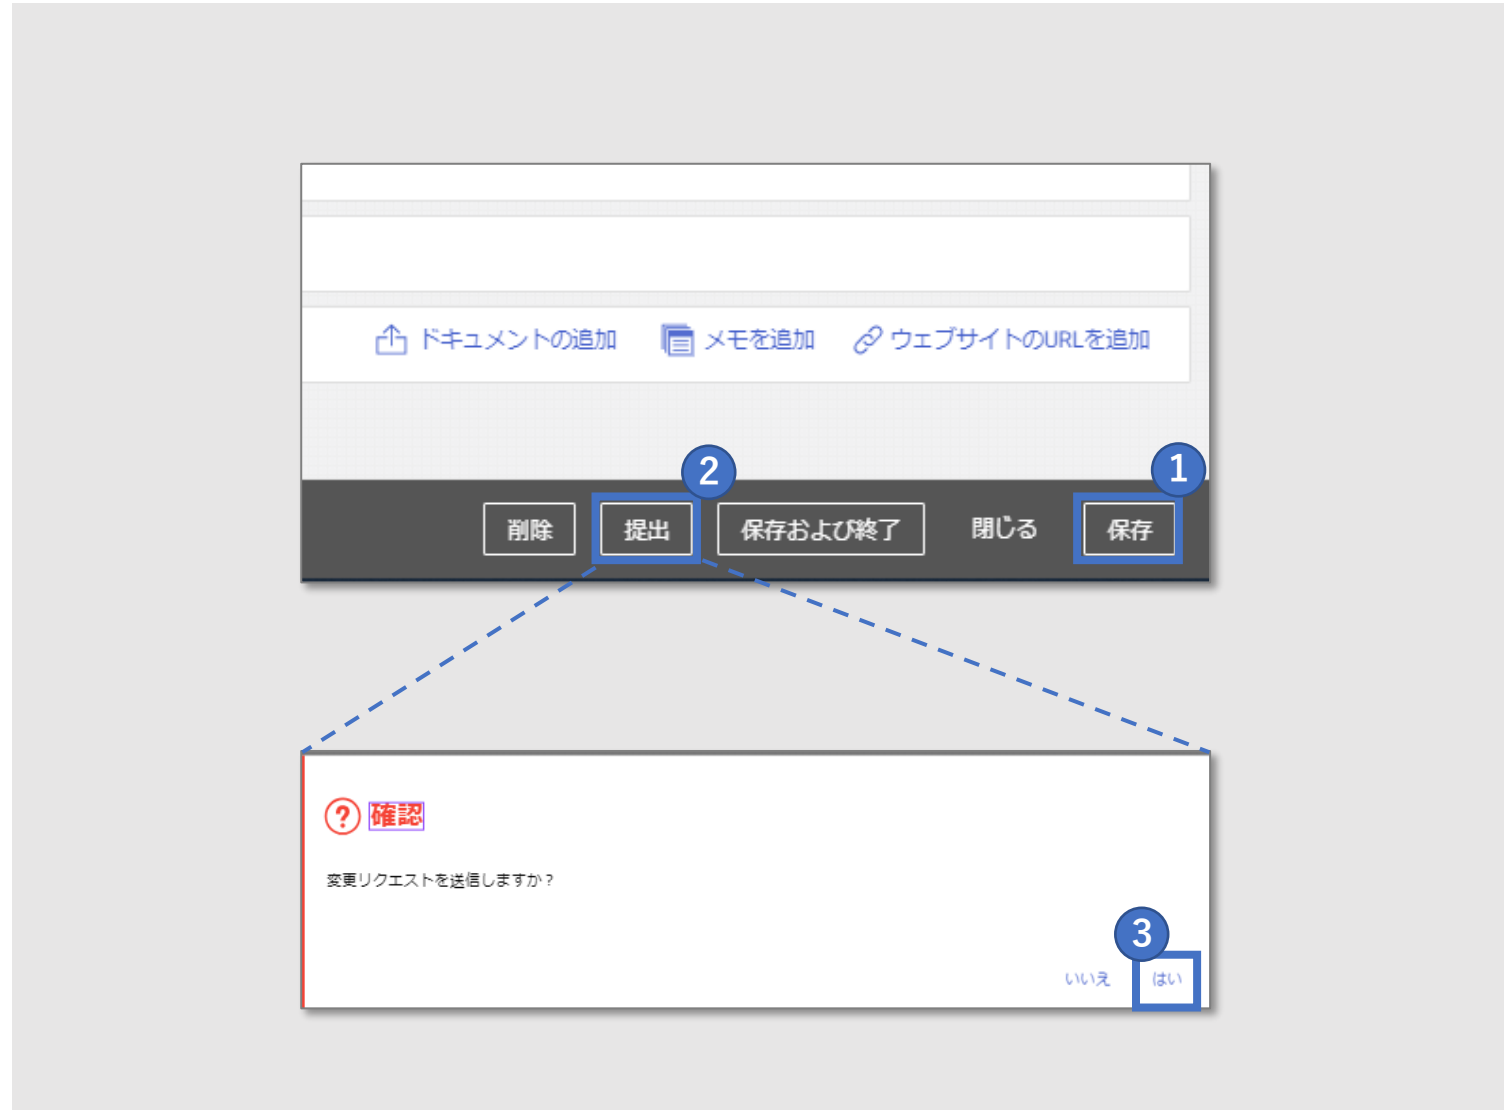 ドキュメントの追加 メモを追加 ウェブサイトのURLを追加
2 1
削除 提出 保存および終了 閉じる 保存
? 確認
変更リクエストを送信しますか？
3
いいえ はい